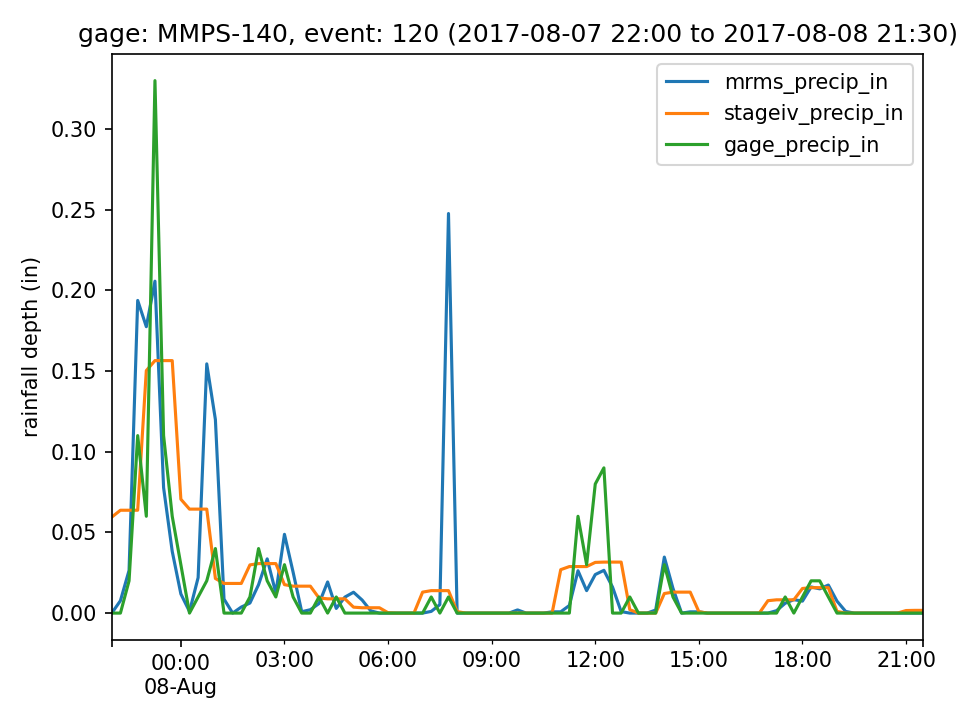 gage: MMPS-140, event: 120 (2017-08-07 22:00 to 2017-08-08 21:30)
mrms_precip_in
stageiv_precip_in
gage_precip_in
rainfall depth (in)
0.30
0.25
0.20
0.15
0.10
0.05
0.00
00:00 03:00 06:00 09:00 12:00 15:00 18:00 21:00
08-Aug